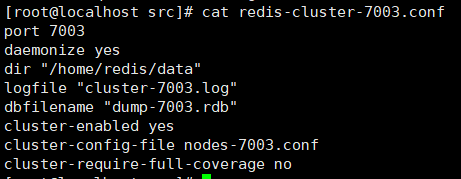 [root@localhost src]# cat redis-cluster-7003.conf
port 7003
daemonize yes
dir "/home/redis/data"
logfile "cluster-7003.log"
dbfilename "dump-7003.rdb"
cluster-enabled yes
cluster-config-file nodes-7003.conf
cluster-require-full-coverage no